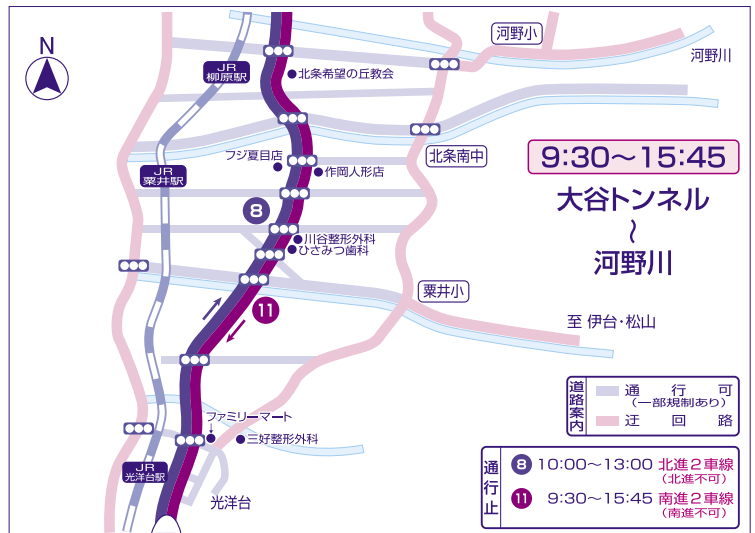 N
JR
柳原駅
北条希望の丘教会
河野小
河野川
フジ夏目店
作岡人形店
北条南中
JR
粟井駅
9:30〜15:45
大谷トンネル
〜
河野川
8
川谷整形外科
ひさみつ歯科
11
粟井小
至 伊台・松山
ファミリーマート
三好整形外科
JR
光洋台駅
光洋台
道路案内
通行可
(一部規制あり)
迂回路
通行止
8 10:00〜13:00 北進2車線
(北進不可)
11 9:30〜15:45 南進2車線
(南進不可)